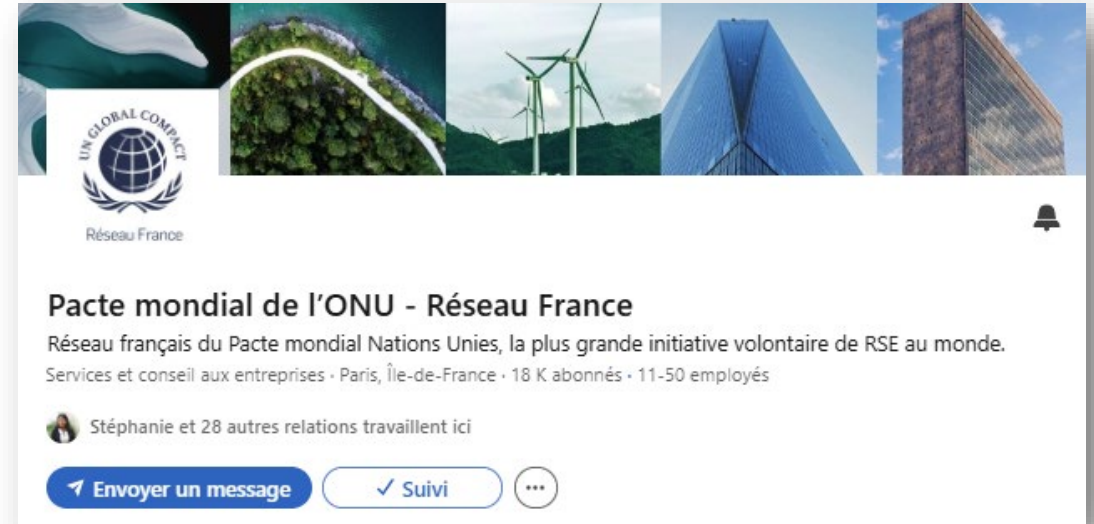 UN GLOBAL COMPACT
Réseau France
Pacte mondial de l’ONU - Réseau France
Réseau français du Pacte mondial Nations Unies, la plus grande initiative volontaire de RSE au monde.
Services et conseil aux entreprises · Paris, Île-de-France · 18 K abonnés · 11-50 employés
Stéphanie et 28 autres relations travaillent ici
Envoyer un message
Suivi